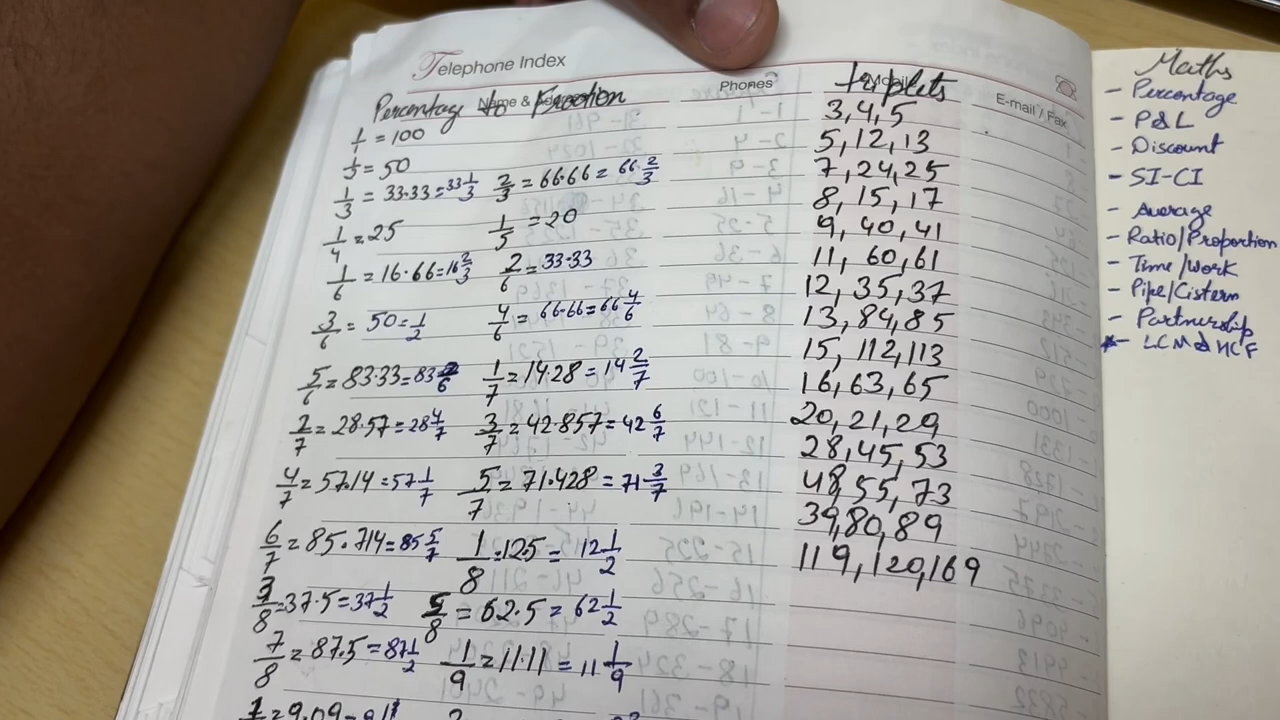 Telephone Index
Name & Phones Mobile E-mail / Fax
Percentage to Fraction
1/1 = 100
1/2 = 50
1/3 = 33.33 = 33 1/3 2/3 = 66.66 = 66 2/3
1/4 = 25 1/5 = 20
1/6 = 16.66 = 16 2/3 2/6 = 33.33
3/6 = 50 = 1/2 4/6 = 66.66 = 66 4/6
5/6 = 83.33 = 83 1/7 = 14.28 = 14 2/7
2/7 = 28.57 = 28 4/7 3/7 = 42.857 = 42 6/7
4/7 = 57.14 = 57 1/7 5/7 = 71.428 = 71 3/7
6/7 = 85.714 = 85 5/7 1/8 = 12.5 = 12 1/2
3/8 = 37.5 = 37 1/2 5/8 = 62.5 = 62 1/2
7/8 = 87.5 = 87 1/2 1/9 = 11.11 = 11 1/9
triplets
3,4,5
5,12,13
7,24,25
8,15,17
9,40,41
11,60,61
12,35,37
13,84,85
15,112,113
16,63,65
20,21,29
28,45,53
48,55,73
39,80,89
119,120,169
Maths
- Percentage
- P&L
- Discount
- SI-CI
- Average
- Ratio/Proportion
- Time/Work
- Pipe/Cistern
- Partnership
- LCM & HCF